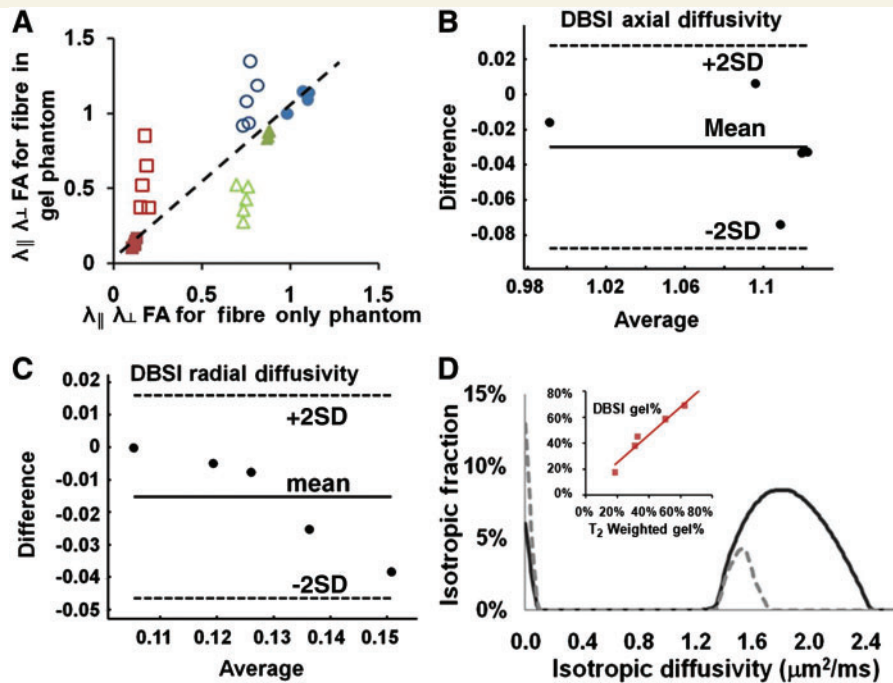 A
1.5
1
0.5
0
0
0.5
1
1.5
λ|| λ⊥ FA for fibre in
gel phantom
λ|| λ⊥ FA for fibre only phantom
B
DBSI axial diffusivity
0.02
0
-0.02
-0.04
-0.06
-0.08
+2SD
Mean
-2SD
Difference
0.98
1.02
1.06
1.1
Average
C
DBSI radial diffusivity
0.02
0.01
0
-0.01
-0.02
-0.03
-0.04
-0.05
+2SD
mean
-2SD
Difference
0.11
0.12
0.13
0.14
0.15
Average
D
15%
10%
5%
0%
Isotropic fraction
80%
60%
40%
20%
0%
DBSI gel%
0% 20% 40% 60% 80%
T2 Weighted gel%
0.0 0.4 0.8 1.2 1.6 2.0 2.4
Isotropic diffusivity (μm²/ms)